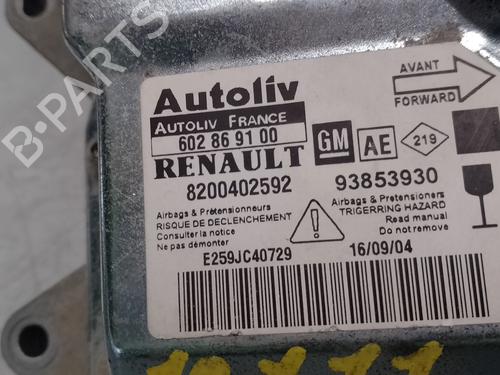 B-PARTS
Autoliv
AUTOLIV FRANCE
602 86 91 00
RENAULT
8200402592
GM
AE
219
AVANT
FORWARD
93853930
Airbags & Prétensionneurs
RISQUE DE DECLENCHEMENT
Consulter la notice
Ne pas démonter
Airbags & Pretensioners
TRIGERRING HAZARD
Read manual
Do not remove
E259JC40729
16/09/04